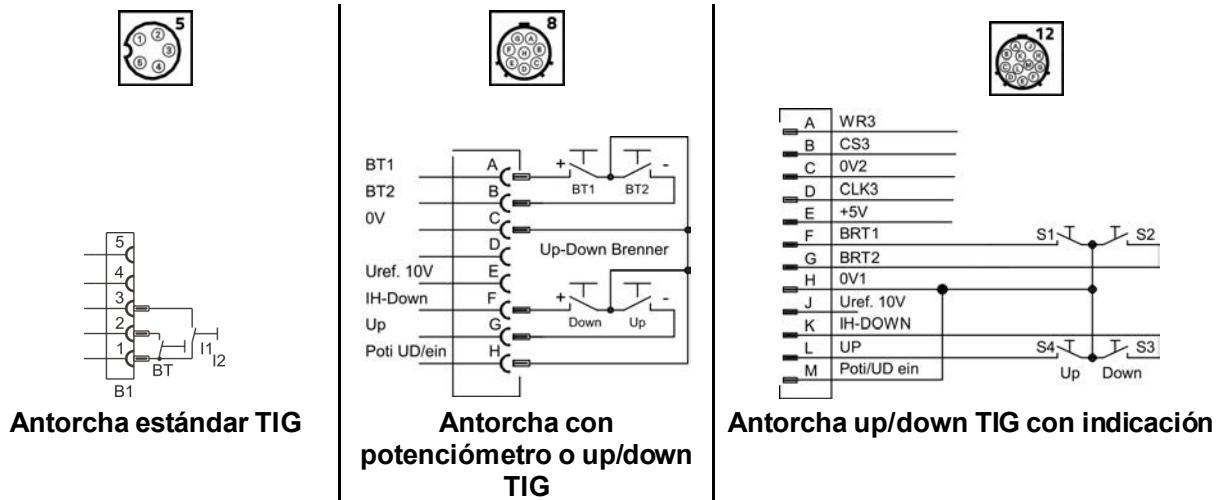 5
1
2
3
4
5
5
4
3
2
1
I1
I2
BT
B1
Antorcha estándar TIG
8
G A
F H B
E D C
BT1
BT2
0V
Uref. 10V
IH-Down
Up
Poti UD/ein
A
B
C
D
E
F
G
H
+ -
BT1 BT2
Up-Down Brenner
+ -
Down Up
Antorcha con
potenciómetro o up/down
TIG
12
A WR3
B CS3
C 0V2
D CLK3
E +5V
F BRT1
G BRT2
H 0V1
J Uref. 10V
K IH-DOWN
L UP
M Poti/UD ein
S1 S2
S4 S3
Up Down
Antorcha up/down TIG con indicación